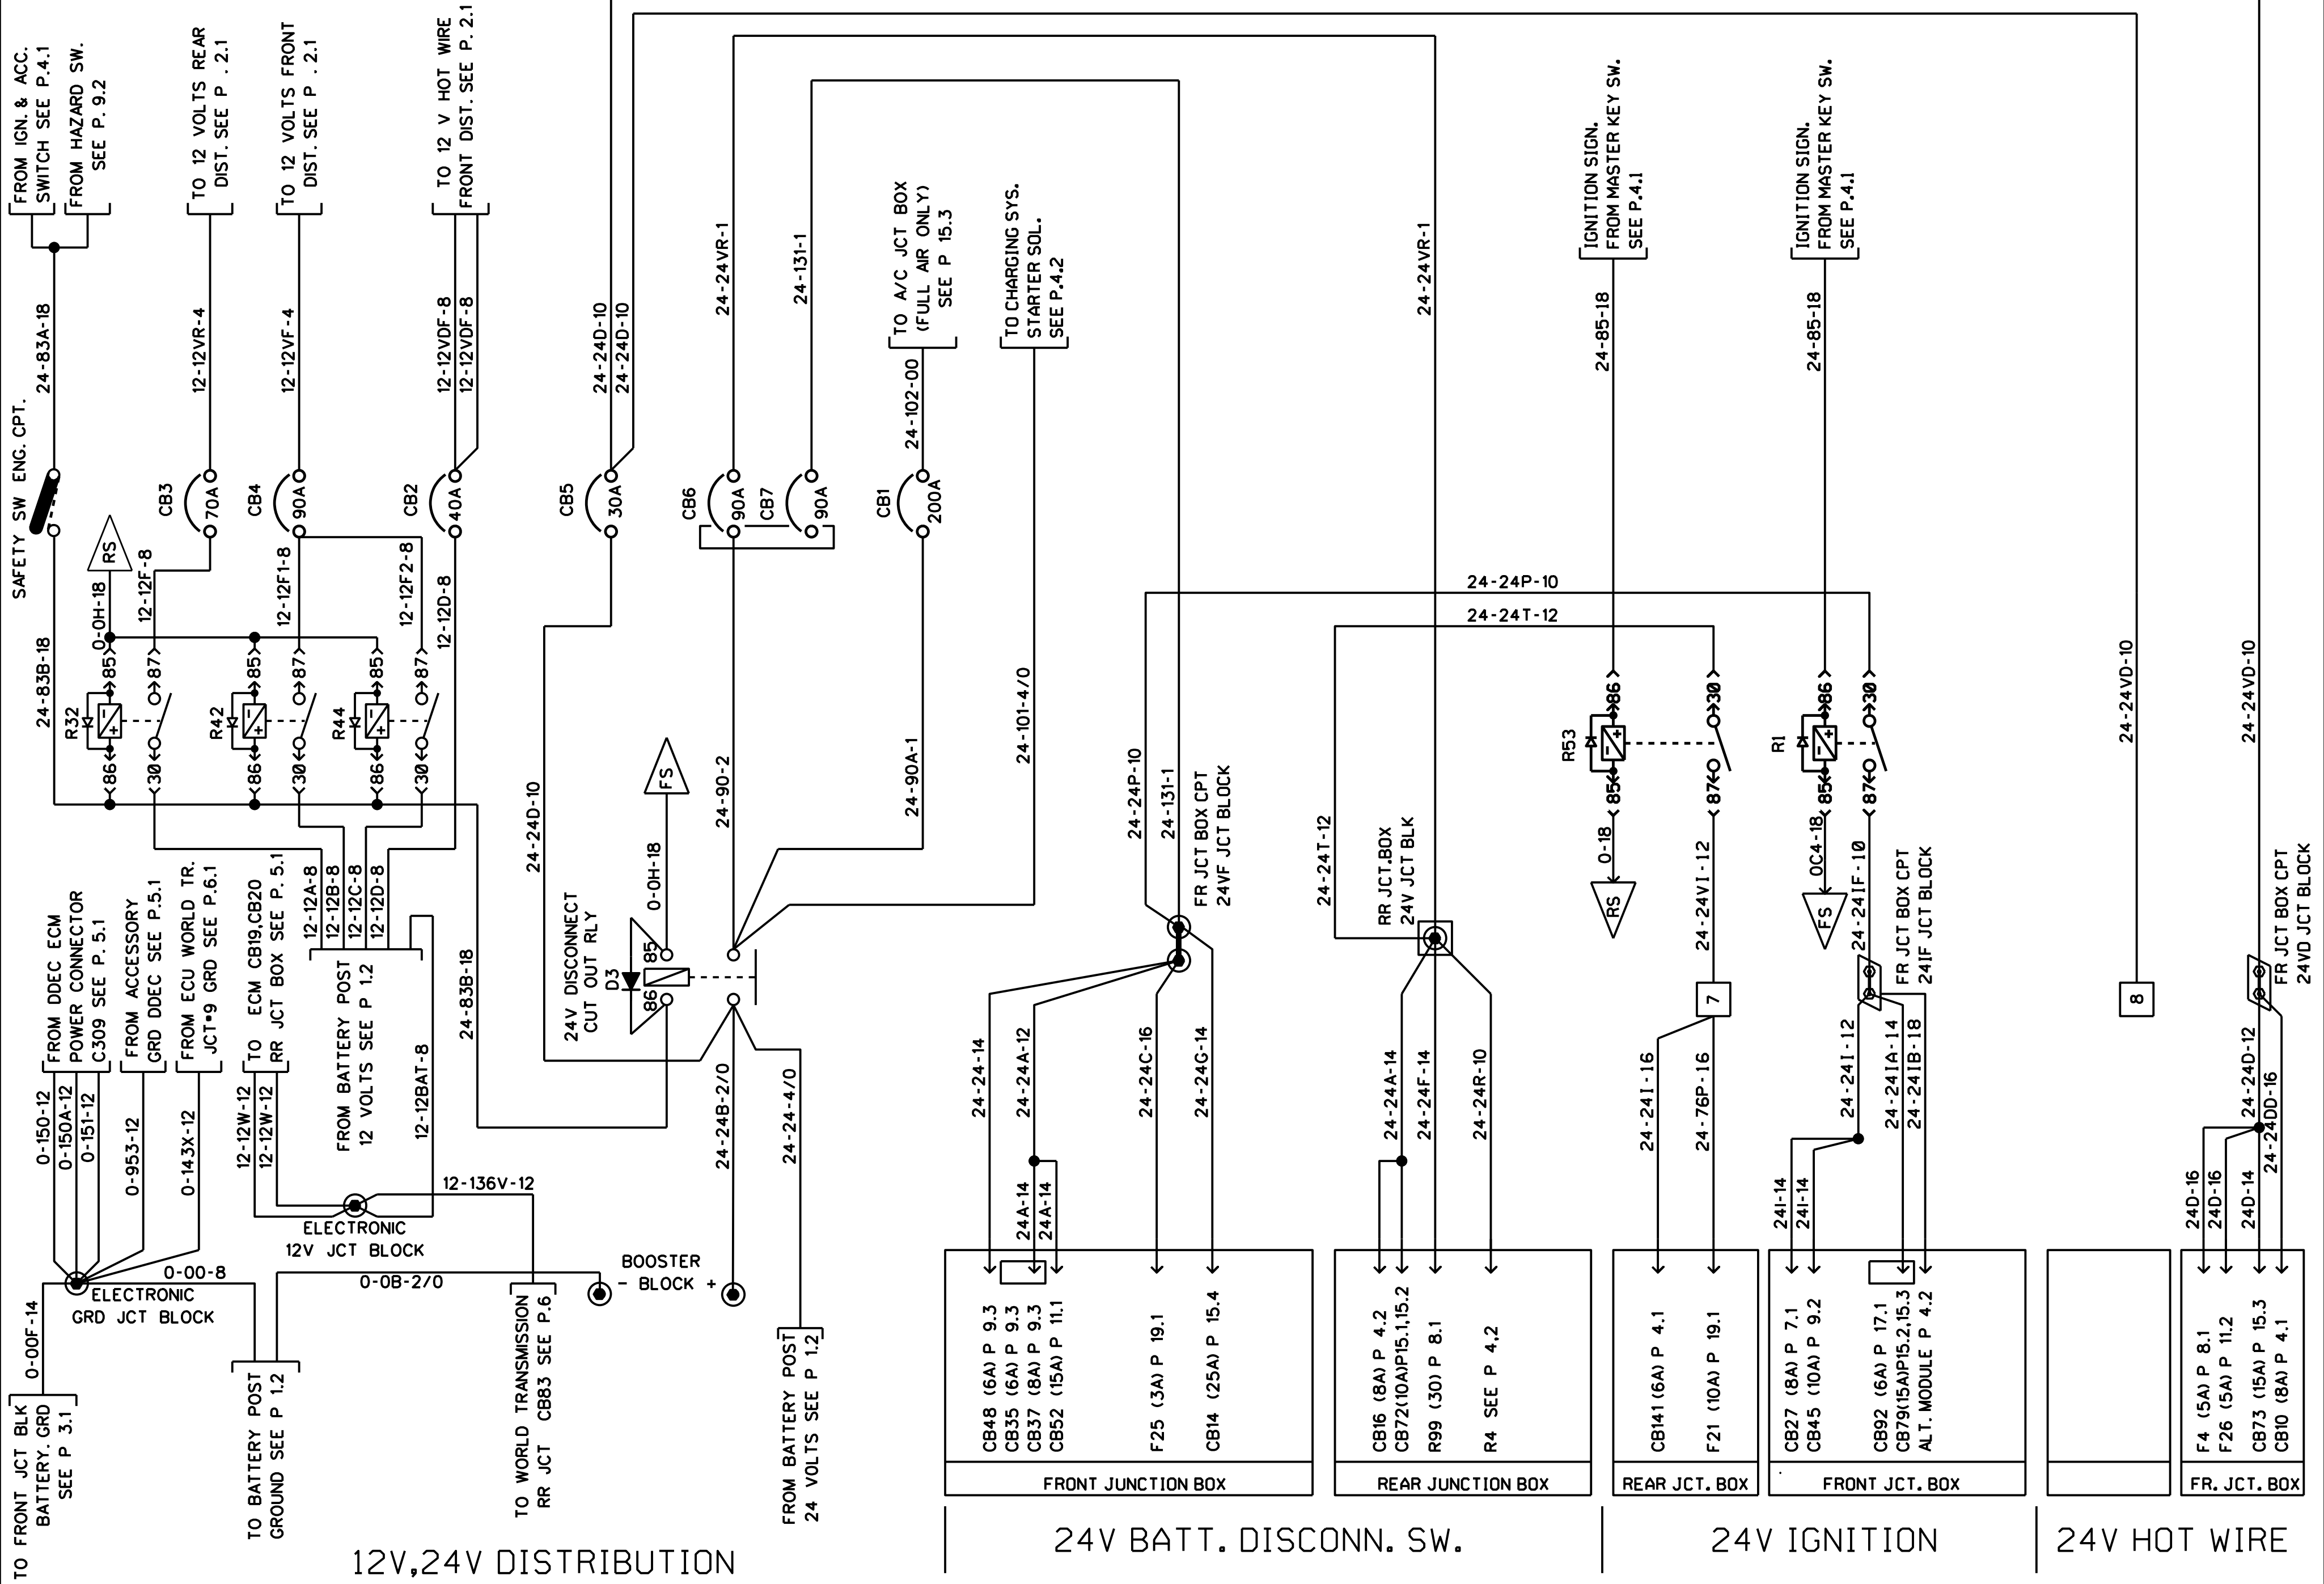 FROM IGN. & ACC.
SWITCH SEE P.4.1
FROM HAZARD SW.
SEE P. 9.2
TO 12 VOLTS REAR
DIST. SEE P . 2.1
TO 12 VOLTS FRONT
DIST. SEE P . 2.1
TO 12 V HOT WIRE
FRONT DIST. SEE P. 2.1
TO A/C JCT BOX
(FULL AIR ONLY)
SEE P 15.3
TO CHARGING SYS.
STARTER SOL.
SEE P.4.2
IGNITION SIGN.
FROM MASTER KEY SW.
SEE P.4.1
IGNITION SIGN.
FROM MASTER KEY SW.
SEE P.4.1
24-83A-18
12-12VR-4
12-12VF-4
12-12VDF-8
12-12VDF-8
24-24D-10
24-24D-10
24-24VR-1
24-131-1
24-102-00
24-24VR-1
24-85-18
24-85-18
SAFETY SW ENG. CPT.
CB3
70A
CB4
90A
CB2
40A
CB5
30A
CB6
90A
CB7
90A
CB1
200A
RS
0-0H-18
12-12F-8
12-12F1-8
12-12F2-8
12-12D-8
24-83B-18
R32
85
87
86
30
R42
85
87
86
30
R44
85
87
86
30
24-24P-10
24-24T-12
24-24D-10
FS
0-0H-18
24-90-2
24-90A-1
24-101-4/0
24-24P-10
24-131-1
FR JCT BOX CPT
24VF JCT BLOCK
24-24T-12
RR JCT.BOX
24V JCT BLK
R53
86
30
85
87
R1
86
30
85
87
0-18
RS
24-24VI-12
0C4-18
FS
24-24IF-10
FR JCT BOX CPT
24IF JCT BLOCK
24-24VD-10
24-24VD-10
FR JCT BOX CPT
24VD JCT BLOCK
FROM DDEC ECM
POWER CONNECTOR
C309 SEE P. 5.1
FROM ACCESSORY
GRD DDEC SEE P.5.1
FROM ECU WORLD TR.
JCT#9 GRD SEE P.6.1
TO ECM CB19,CB20
RR JCT BOX SEE P. 5.1
12-12A-8
12-12B-8
12-12C-8
12-12D-8
FROM BATTERY POST
12 VOLTS SEE P 1.2
12-12BAT-8
24-83B-18
24V DISCONNECT
CUT OUT RLY
D3
85
86
7
8
0-150-12
0-150A-12
0-151-12
0-953-12
0-143X-12
12-12W-12
12-12W-12
24-24B-2/0
24-24-4/0
24-24-14
24-24A-12
24-24C-16
24-24G-14
24-24A-14
24-24F-14
24-24R-10
24-24I-16
24-76P-16
24-24I-12
24-24IA-14
24-24IB-18
24-24D-12
24-24DD-16
12-136V-12
ELECTRONIC
12V JCT BLOCK
24A-14
24A-14
24I-14
24I-14
24D-16
24D-16
24D-14
0-00-8
ELECTRONIC
GRD JCT BLOCK
0-0B-2/0
BOOSTER
- BLOCK +
0-00F-14
TO FRONT JCT BLK
BATTERY. GRD
SEE P 3.1
TO BATTERY POST
GROUND SEE P 1.2
TO WORLD TRANSMISSION
RR JCT CB83 SEE P.6
FROM BATTERY POST
24 VOLTS SEE P 1.2
CB48 (6A) P 9.3
CB35 (6A) P 9.3
CB37 (8A) P 9.3
CB52 (15A) P 11.1
F25 (3A) P 19.1
CB14 (25A) P 15.4
FRONT JUNCTION BOX
CB16 (8A) P 4.2
CB72(10A)P15.1,15.2
R99 (30) P 8.1
R4 SEE P 4,2
REAR JUNCTION BOX
CB141 (6A) P 4.1
F21 (10A) P 19.1
REAR JCT. BOX
CB27 (8A) P 7.1
CB45 (10A) P 9.2
CB92 (6A) P 17.1
CB79(15A)P15.2,15.3
ALT. MODULE P 4.2
FRONT JCT. BOX
F4 (5A) P 8.1
F26 (5A) P 11.2
CB73 (15A) P 15.3
CB10 (8A) P 4.1
FR. JCT. BOX
12V,24V DISTRIBUTION
24V BATT. DISCONN. SW.
24V IGNITION
24V HOT WIRE